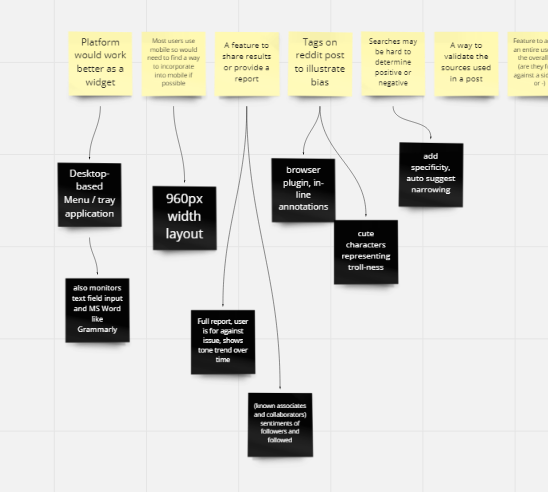 Platform
would work
better as a
widget
Most users use
mobile so would
need to find a way
to incorporate
into mobile if
possible
A feature to
share results
or provide a
report
Tags on
reddit post
to illustrate
bias
Searches may
be hard to
determine
positive or
negative
A way to
validate the
sources used
in a post
Feature to a
an entire us
the overall
(are they f
against a si
or -)
Desktop-
based
Menu / tray
application
960px
width
layout
browser
plugin, in-
line
annotations
add
specificity,
auto suggest
narrowing
cute
characters
representing
troll-ness
also monitors
text field input
and MS Word
like
Grammarly
Full report, user
is for against
issue, shows
tone trend over
time
(known associates
and collaborators)
sentiments of
followers and
followed